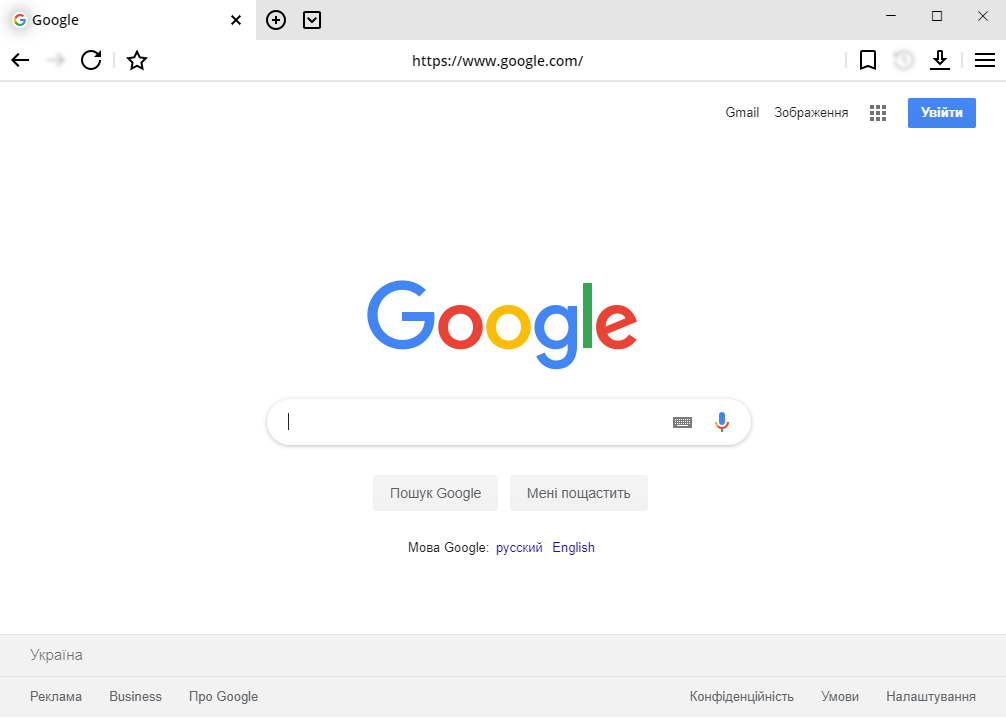 Google
https://www.google.com/
Gmail Зображення Увійти
Google
Пошук Google Мені пощастить
Мова Google: русский English
Україна
Реклама Business Про Google Конфіденційність Умови Налаштування